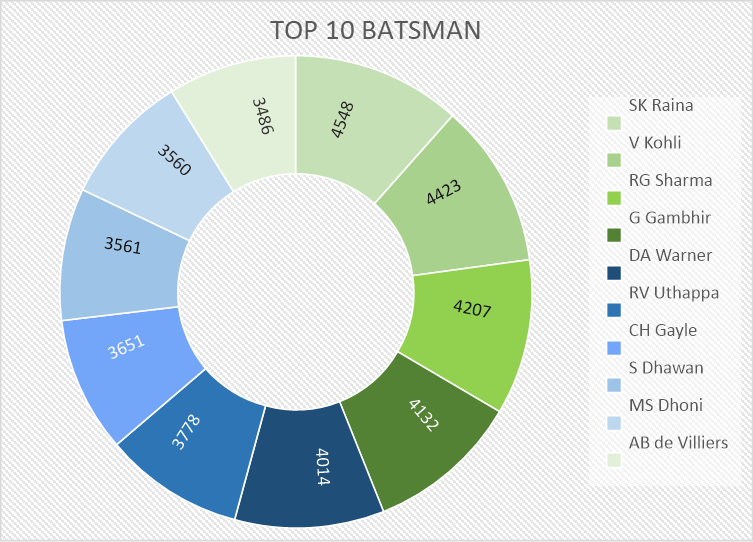 TOP 10 BATSMAN
4548
4423
4207
4132
4014
3778
3651
3561
3560
3486
SK Raina
V Kohli
RG Sharma
G Gambhir
DA Warner
RV Uthappa
CH Gayle
S Dhawan
MS Dhoni
AB de Villiers